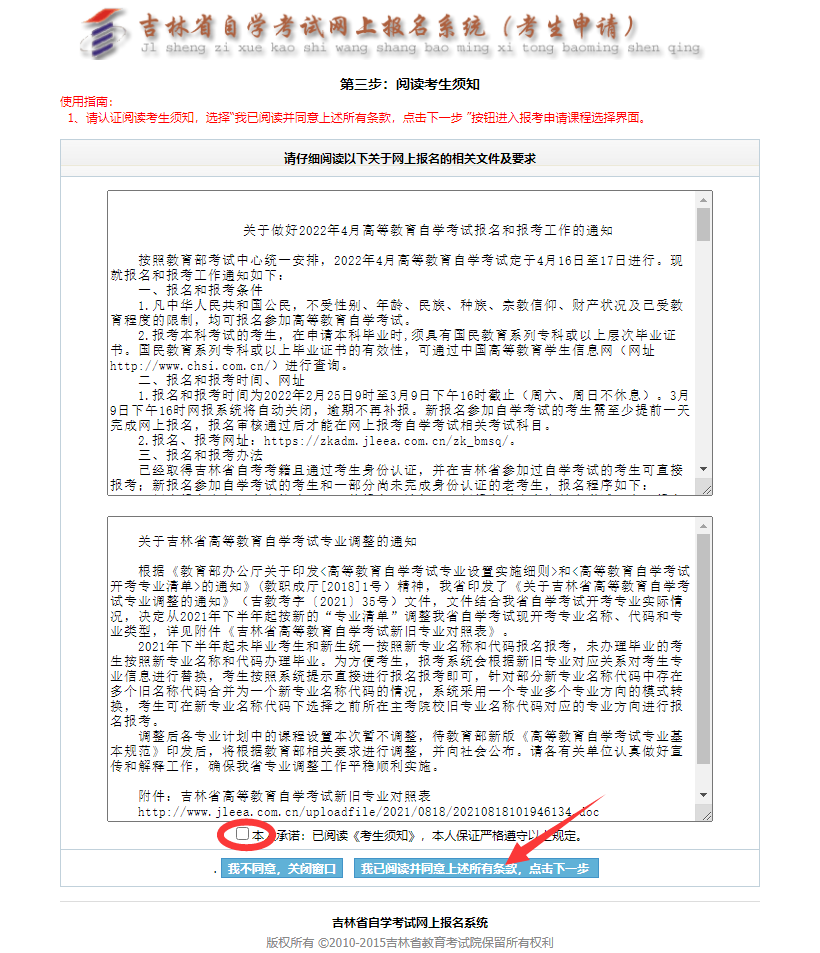 吉林省自学考试网上报名系统（考生申请）
Jl sheng zi xue kao shi wang shang bao ming xi tong baoming shen qing
第三步：阅读考生须知
使用指南：
1、请认证阅读考生须知，选择“我已阅读并同意上述所有条款，点击下一步 ”按钮进入报考申请课程选择界面。
请仔细阅读以下关于网上报名的相关文件及要求
关于做好2022年4月高等教育自学考试报名和报考工作的通知
按照教育部考试中心统一安排，2022年4月高等教育自学考试定于4月16日至17日进行。现
就报名和报考工作通知如下：
一、报名和报考条件
1.凡中华人民共和国公民，不受性别、年龄、民族、种族、宗教信仰、财产状况及已受教
育程度的限制，均可报名参加高等教育自学考试。
2.报考本科考试的考生，在申请本科毕业时,须具有国民教育系列专科或以上层次毕业证
书。国民教育系列专科或以上毕业证书的有效性，可通过中国高等教育学生信息网（网址
http://www.chsi.com.cn/）进行查询。
二、报名和报考时间、网址
1.报名和报考时间为2022年2月25日9时至3月9日下午16时截止（周六、周日不休息）。3月
9日下午16时网报系统将自动关闭，逾期不再补报。新报名参加自学考试的考生需至少提前一天
完成网上报名，报名审核通过后才能在网上报考自学考试相关考试科目。
2.报名、报考网址：https://zkadm.jleea.com.cn/zk_bmsq/。
三、报名和报考办法
已经取得吉林省自考考籍且通过考生身份认证，并在吉林省参加过自学考试的考生可直接
报考；新报名参加自学考试的考生和一部分尚未完成身份认证的老考生，报名程序如下：
关于吉林省高等教育自学考试专业调整的通知
根据《教育部办公厅关于印发<高等教育自学考试专业设置实施细则>和<高等教育自学考试
开考专业清单>的通知》(教职成厅[2018]1号）精神，我省印发了《关于吉林省高等教育自学考
试专业调整的通知》（吉教考字〔2021〕35号）文件，文件结合我省自学考试开考专业实际情
况，决定从2021年下半年起按新的“专业清单”调整我省自学考试现开考专业名称、代码和专
业类型，详见附件《吉林省高等教育自学考试新旧专业对照表》。
2021年下半年起未毕业考生和新生统一按照新专业名称和代码报名报考，未办理毕业的考
生按照新专业名称和代码办理毕业。为方便考生，报考系统会根据新旧专业对应关系对考生专
业信息进行替换，考生按照系统提示直接进行报名报考即可，针对部分新专业名称代码中存在
多个旧名称代码合并为一个新专业名称代码的情况，系统采用一个专业多个专业方向的模式转
换，考生可在新专业名称代码下选择之前所在主考院校旧专业名称代码对应的专业方向进行报
名报考。
调整后各专业计划中的课程设置本次暂不调整，待教育部新版《高等教育自学考试专业基
本规范》印发后，将根据教育部相关要求进行调整，并向社会公布。请各有关单位认真做好宣
传和解释工作，确保我省专业调整工作平稳顺利实施。
附件：吉林省高等教育自学考试新旧专业对照表
http://www.jleea.com.cn/uploadfile/2021/0818/20210818101946134.doc
本人承诺：已阅读《考生须知》，本人保证严格遵守以上规定。
. 我不同意，关闭窗口 我已阅读并同意上述所有条款，点击下一步
吉林省自学考试网上报名系统
版权所有 ©2010-2015吉林省教育考试院保留所有权利